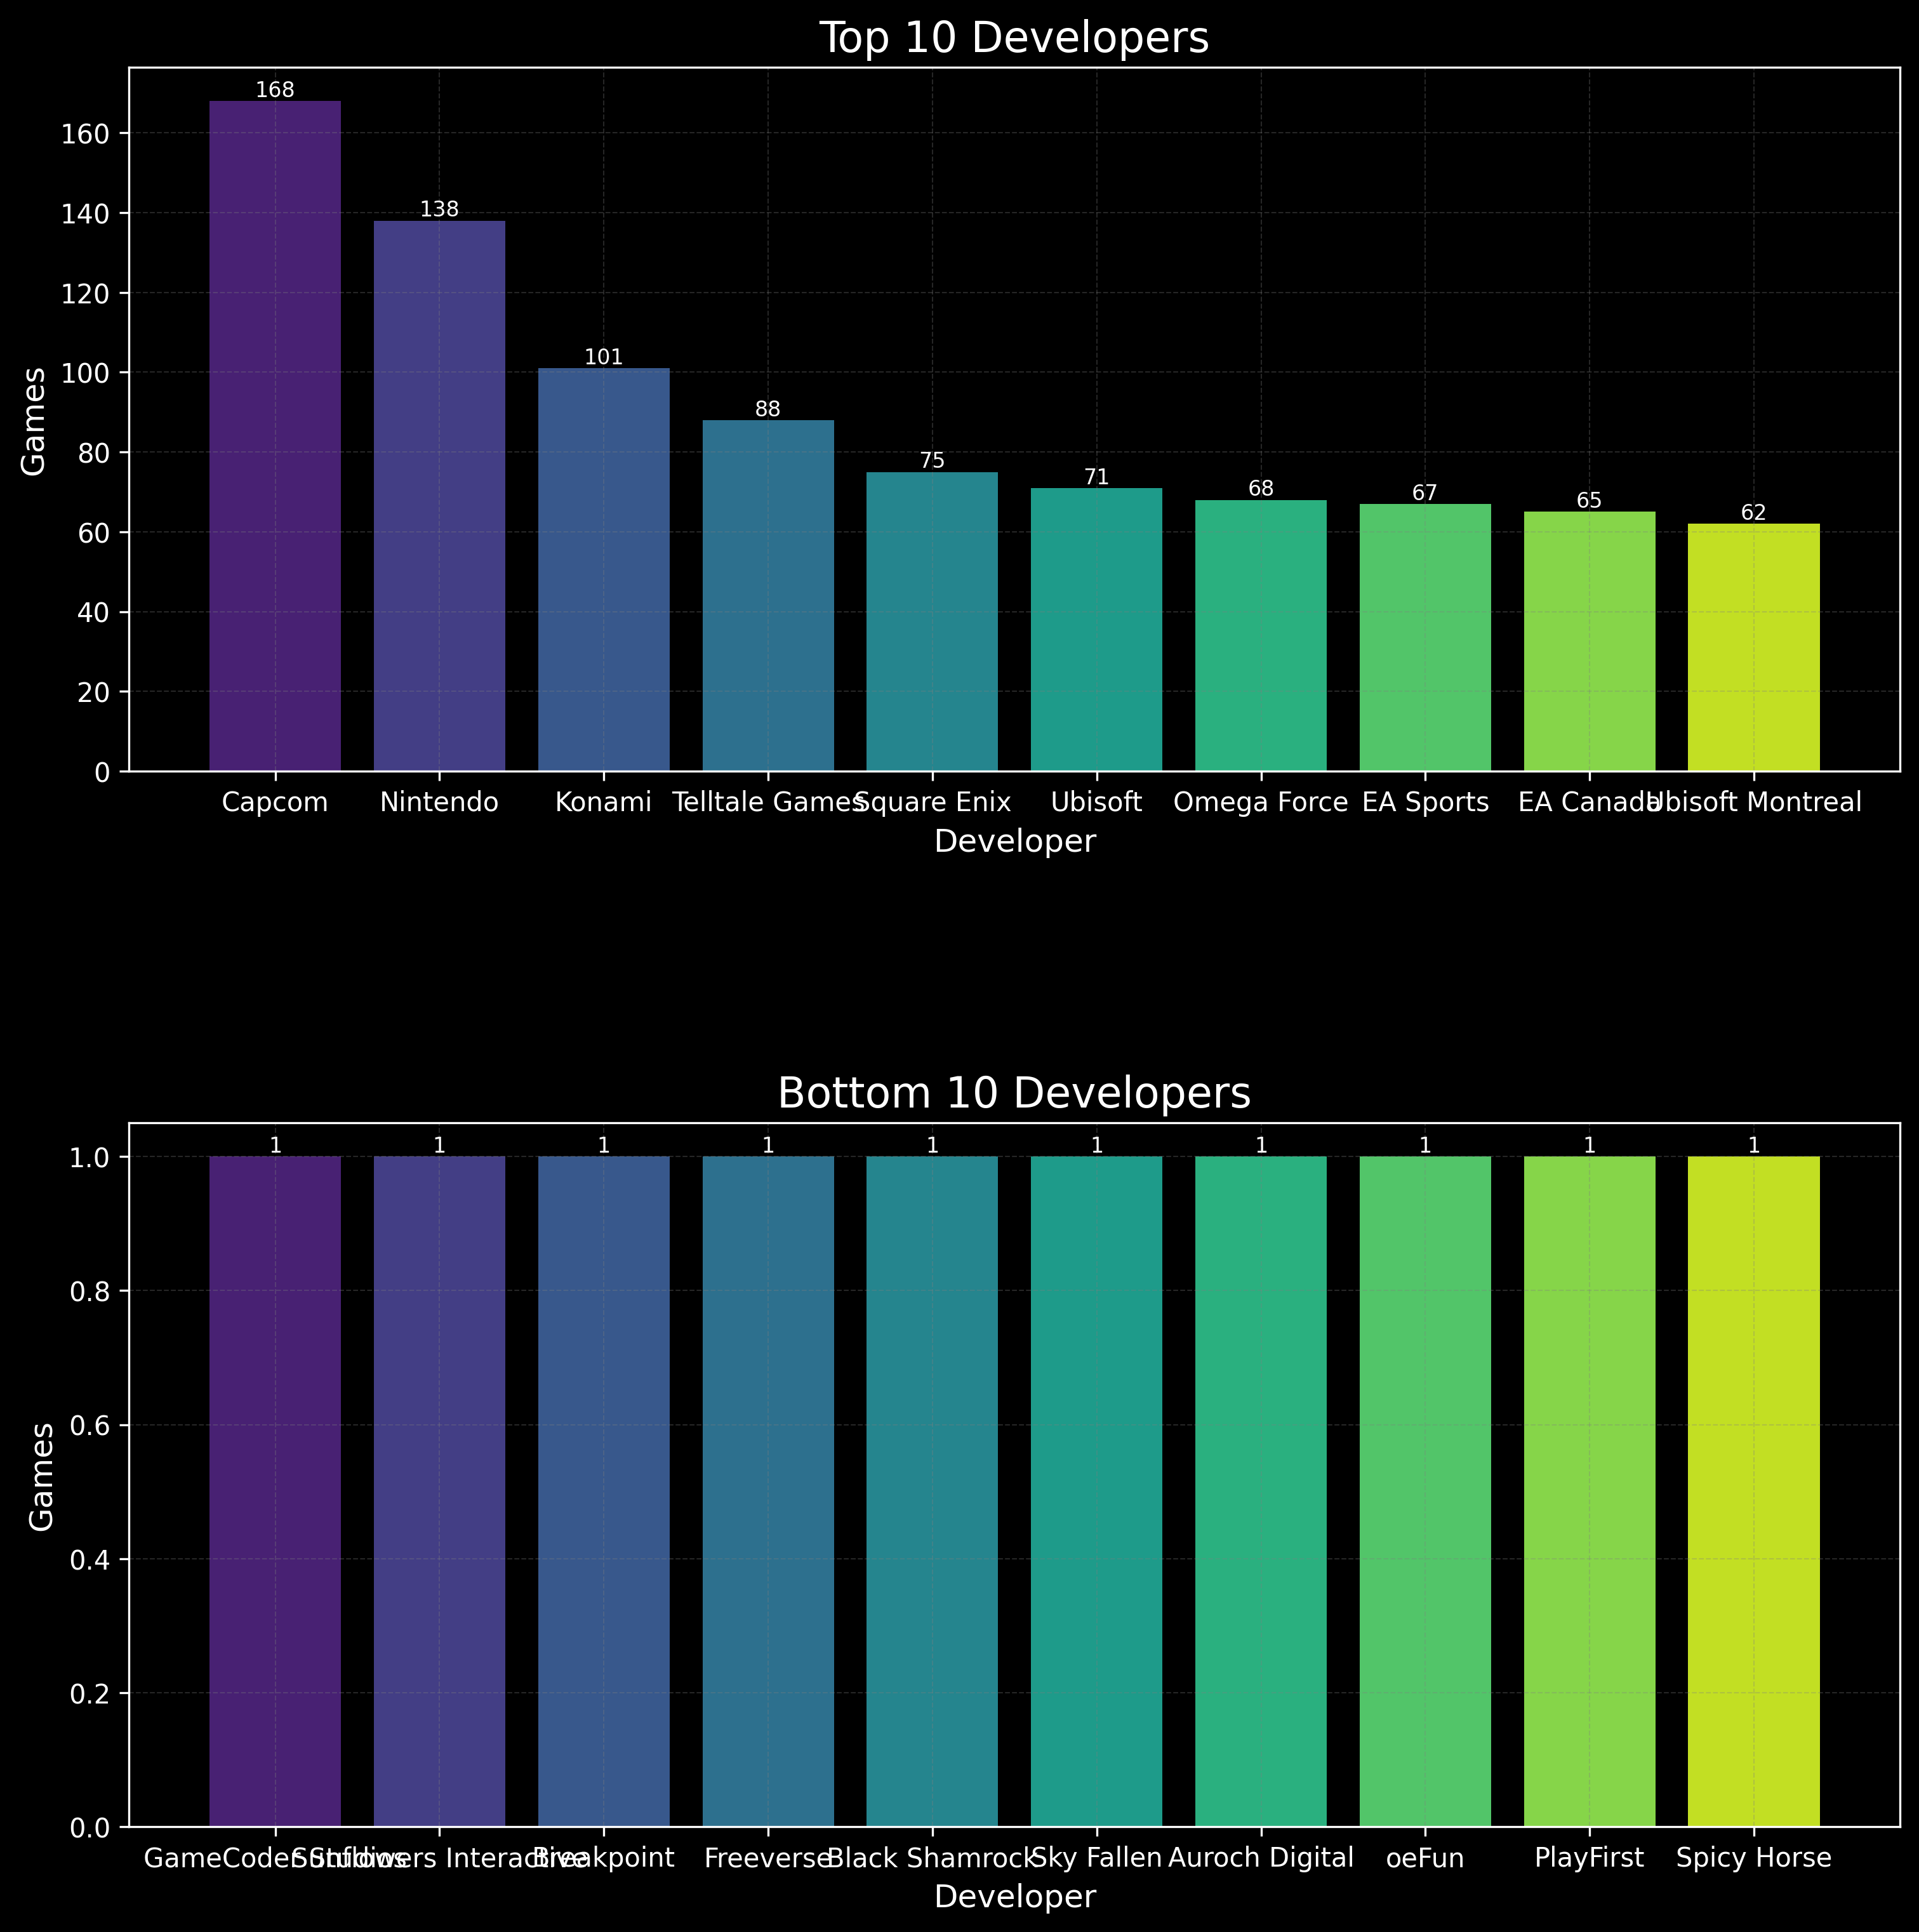 Top 10 Developers
168
160
140
138
120
101
100
88
80
75
71
68
67
65
62
60
40
20
0
Games
Capcom Nintendo Konami Telltale Games Square Enix Ubisoft Omega Force EA Sports EA Canada Ubisoft Montreal
Developer
Bottom 10 Developers
1 1 1 1 1 1 1 1 1 1
1.0
0.8
0.6
0.4
0.2
0.0
Games
GameCoder Studios Sunflowers Interactive Breakpoint Freeverse Black Shamrock Sky Fallen Auroch Digital oeFun PlayFirst Spicy Horse
Developer